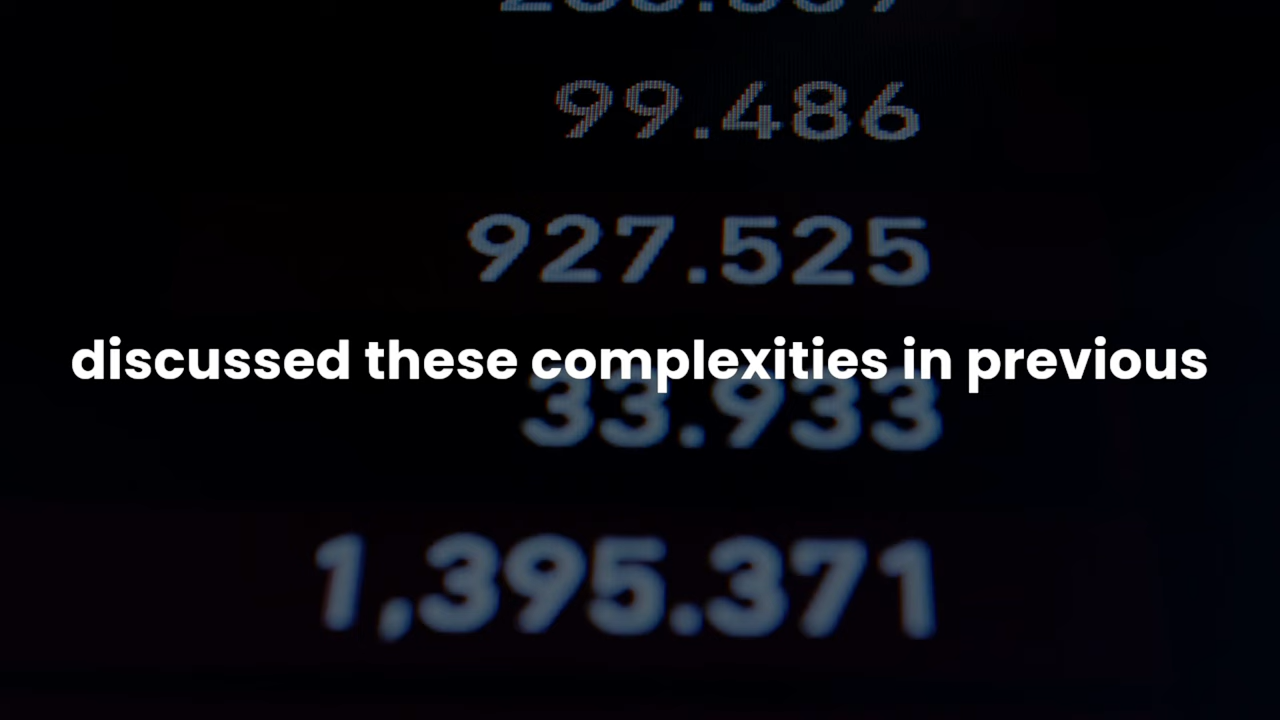 99.486
927.525
discussed these complexities in previous
33.933
1,395.371